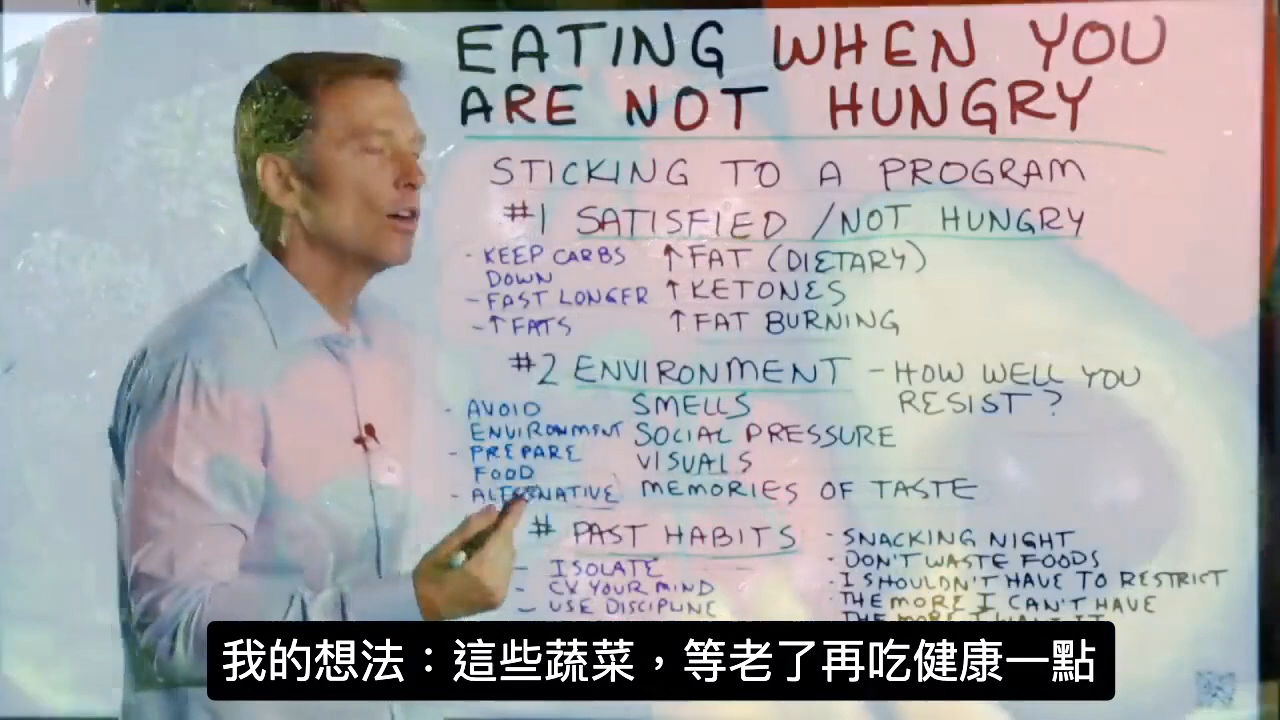 EATING WHEN YOU
ARE NOT HUNGRY
STICKING TO A PROGRAM
#1 SATISFIED / NOT HUNGRY
- KEEP CARBS
DOWN
- FAST LONGER
- ↑ FATS
↑ FAT (DIETARY)
↑ KETONES
↑ FAT BURNING
#2 ENVIRONMENT - HOW WELL YOU
RESIST ?
- AVOID
ENVIRONMENT
- PREPARE
FOOD
- ALTERNATIVE
SMELLS
SOCIAL PRESSURE
VISUALS
MEMORIES OF TASTE
# PAST HABITS
- ISOLATE
- CX YOUR MIND
- USE DISCIPLINE
- SNACKING NIGHT
- DON'T WASTE FOODS
- I SHOULDN'T HAVE TO RESTRICT
- THE MORE I CAN'T HAVE
THE MORE I WANT IT
我的想法：這些蔬菜，等老了再吃健康一點